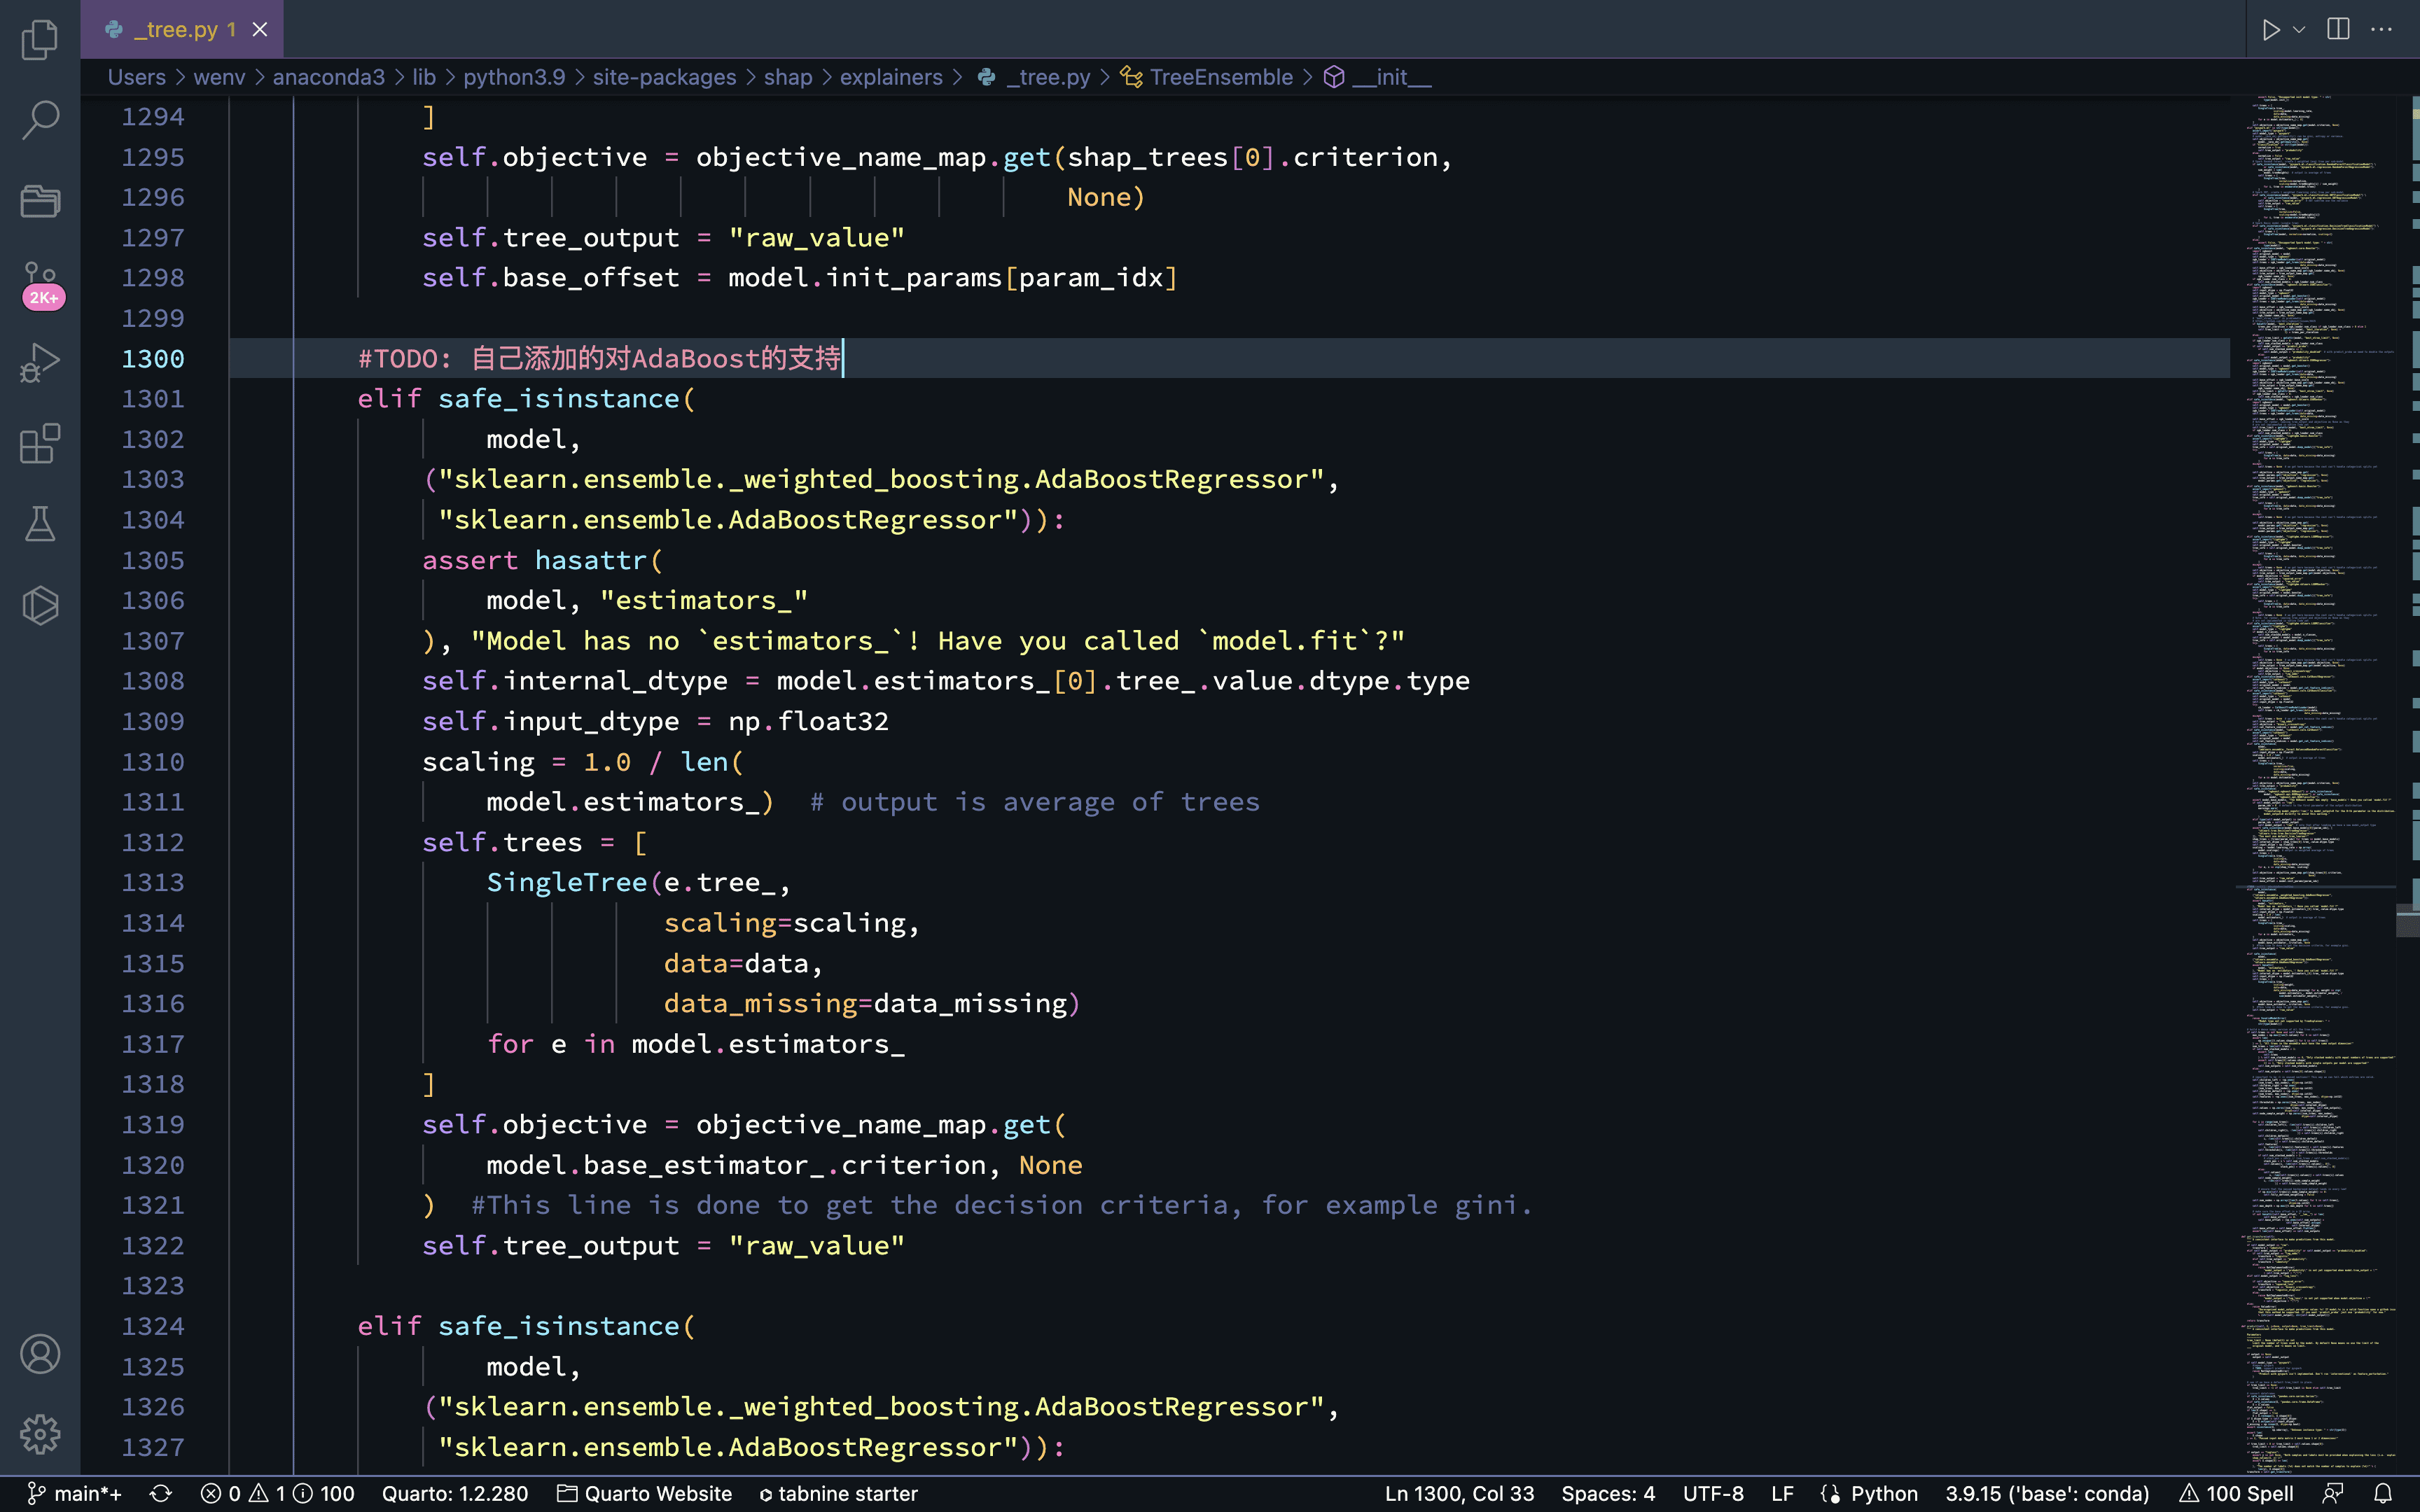 _tree.py 1
Users > wenv > anaconda3 > lib > python3.9 > site-packages > shap > explainers > _tree.py > TreeEnsemble > __init__
1294 ]
1295 self.objective = objective_name_map.get(shap_trees[0].criterion,
1296 None)
1297 self.tree_output = "raw_value"
1298 self.base_offset = model.init_params[param_idx]
1299
1300 #TODO: 自己添加的对AdaBoost的支持
1301 elif safe_isinstance(
1302 model,
1303 ("sklearn.ensemble._weighted_boosting.AdaBoostRegressor",
1304 "sklearn.ensemble.AdaBoostRegressor")):
1305 assert hasattr(
1306 model, "estimators_"
1307 ), "Model has no `estimators_`! Have you called `model.fit`?"
1308 self.internal_dtype = model.estimators_[0].tree_.value.dtype.type
1309 self.input_dtype = np.float32
1310 scaling = 1.0 / len(
1311 model.estimators_) # output is average of trees
1312 self.trees = [
1313 SingleTree(e.tree_,
1314 scaling=scaling,
1315 data=data,
1316 data_missing=data_missing)
1317 for e in model.estimators_
1318 ]
1319 self.objective = objective_name_map.get(
1320 model.base_estimator_.criterion, None
1321 ) #This line is done to get the decision criteria, for example gini.
1322 self.tree_output = "raw_value"
1323
1324 elif safe_isinstance(
1325 model,
1326 ("sklearn.ensemble._weighted_boosting.AdaBoostRegressor",
1327 "sklearn.ensemble.AdaBoostRegressor")):
2K+
main*+ 0 1 100 Quarto: 1.2.280 Quarto Website tabnine starter Ln 1300, Col 33 Spaces: 4 UTF-8 LF Python 3.9.15 ('base': conda) 100 Spell